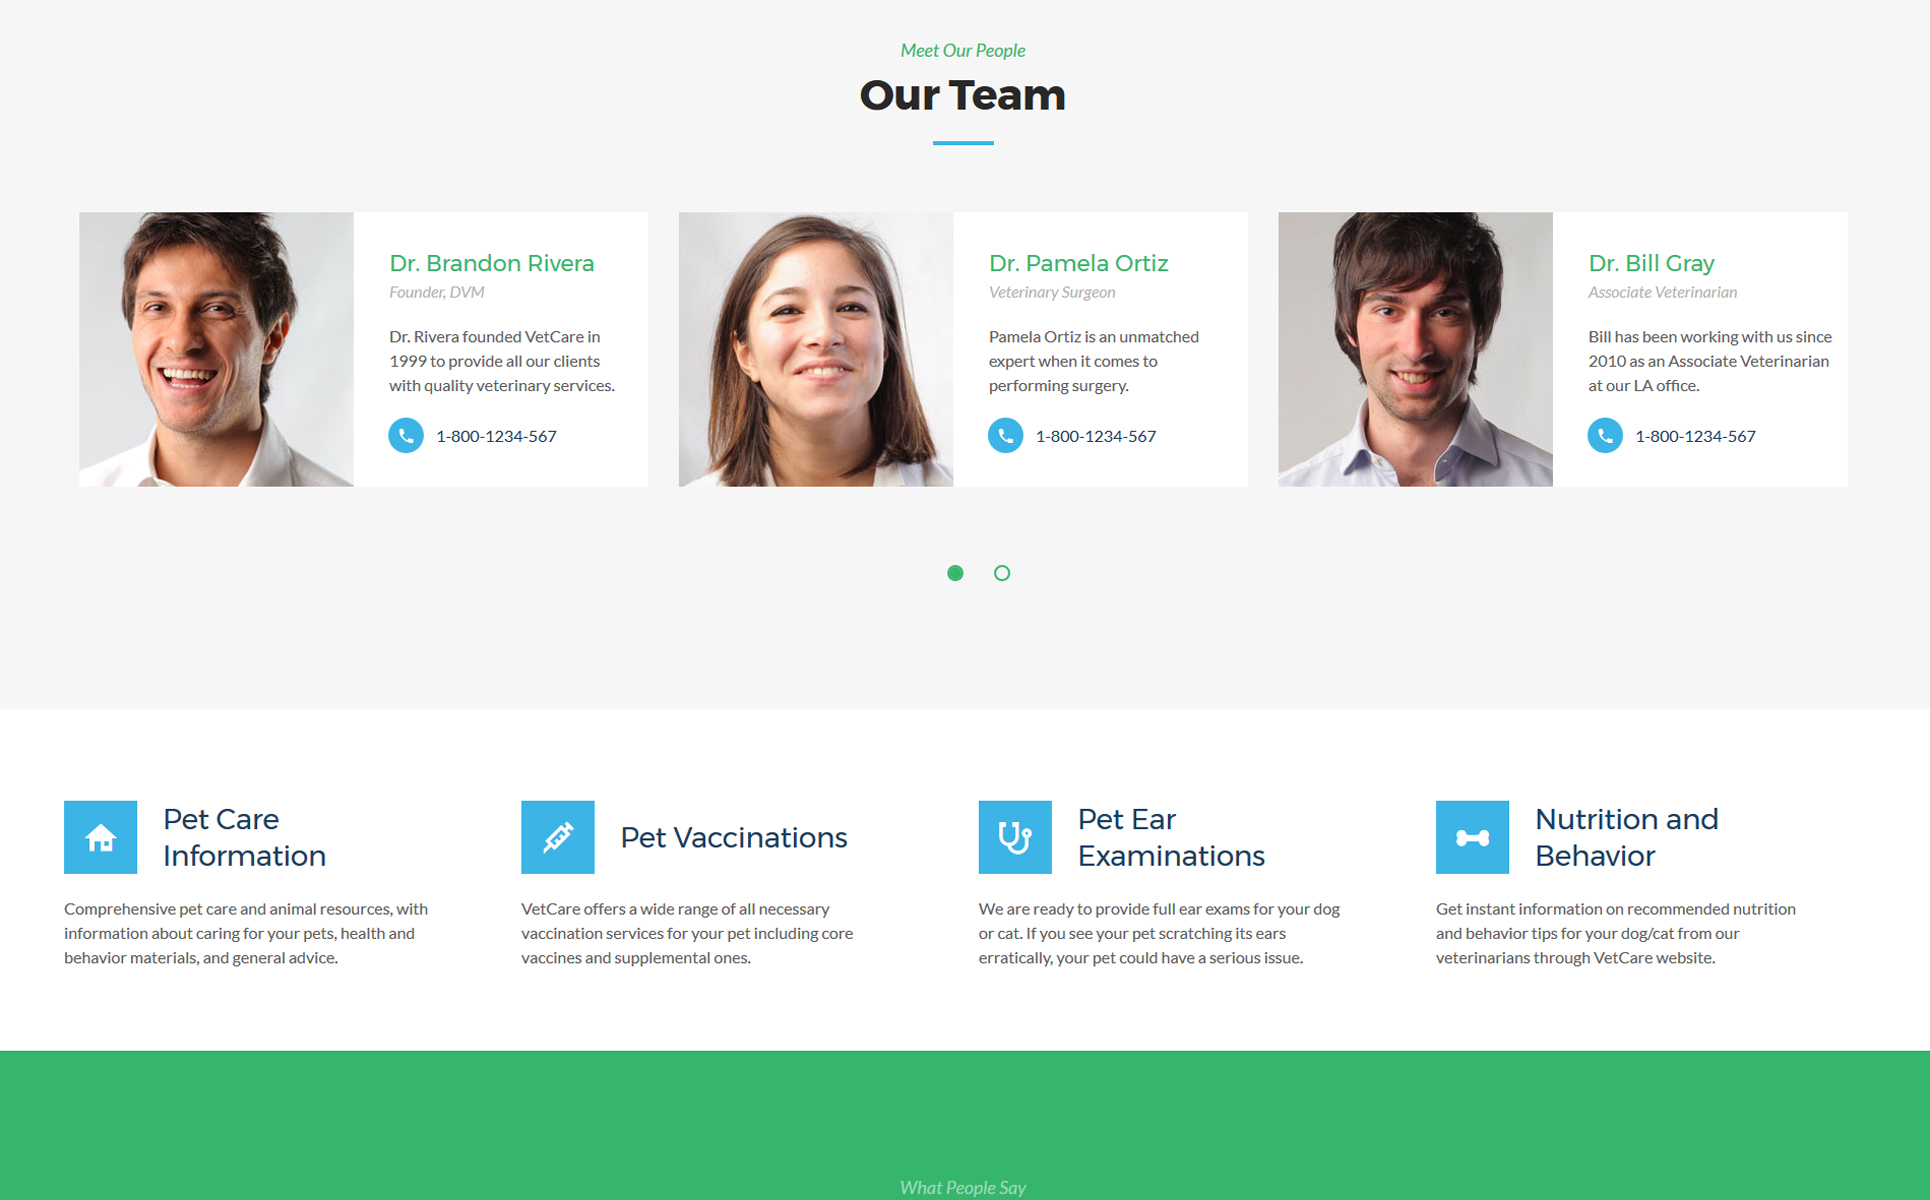 Meet Our People
Our Team
Dr. Brandon Rivera
Founder, DVM
Dr. Rivera founded VetCare in
1999 to provide all our clients
with quality veterinary services.
1-800-1234-567
Dr. Pamela Ortiz
Veterinary Surgeon
Pamela Ortiz is an unmatched
expert when it comes to
performing surgery.
1-800-1234-567
Dr. Bill Gray
Associate Veterinarian
Bill has been working with us since
2010 as an Associate Veterinarian
at our LA office.
1-800-1234-567
Pet Care
Information
Comprehensive pet care and animal resources, with
information about caring for your pets, health and
behavior materials, and general advice.
Pet Vaccinations
VetCare offers a wide range of all necessary
vaccination services for your pet including core
vaccines and supplemental ones.
Pet Ear
Examinations
We are ready to provide full ear exams for your dog
or cat. If you see your pet scratching its ears
erratically, your pet could have a serious issue.
Nutrition and
Behavior
Get instant information on recommended nutrition
and behavior tips for your dog/cat from our
veterinarians through VetCare website.
What People Say